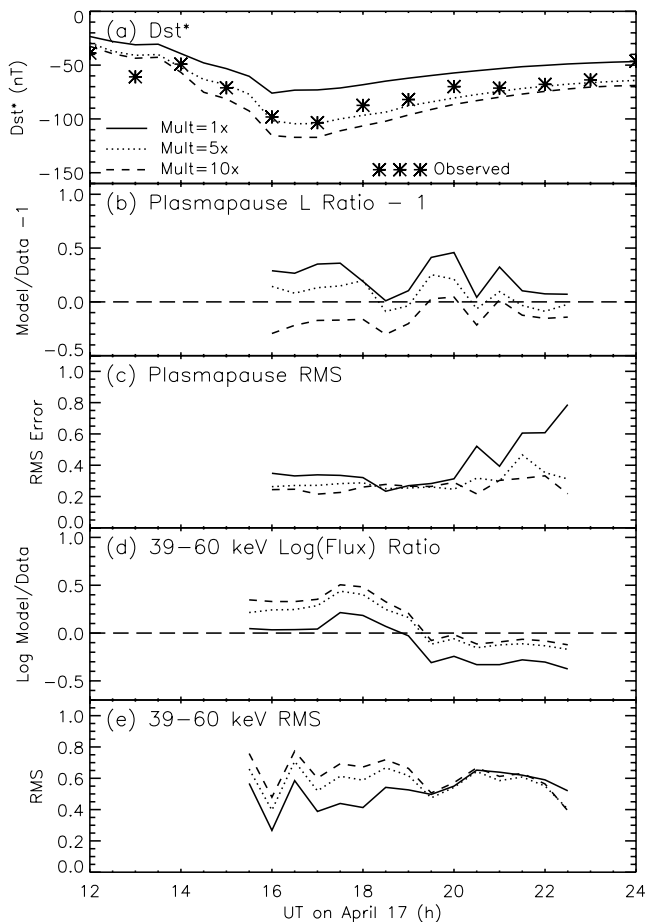 0
−50
−100
−150
Dst* (nT)
(a) Dst*
Mult=1x
Mult=5x
Mult=10x
Observed
1.0
0.5
0.0
−0.5
Model/Data −1
(b) Plasmapause L Ratio − 1
1.0
0.8
0.6
0.4
0.2
0.0
RMS Error
(c) Plasmapause RMS
1.0
0.5
0.0
−0.5
Log Model/Data
(d) 39−60 keV Log(Flux) Ratio
1.0
0.8
0.6
0.4
0.2
0.0
RMS
(e) 39−60 keV RMS
12 14 16 18 20 22 24
UT on April 17 (h)